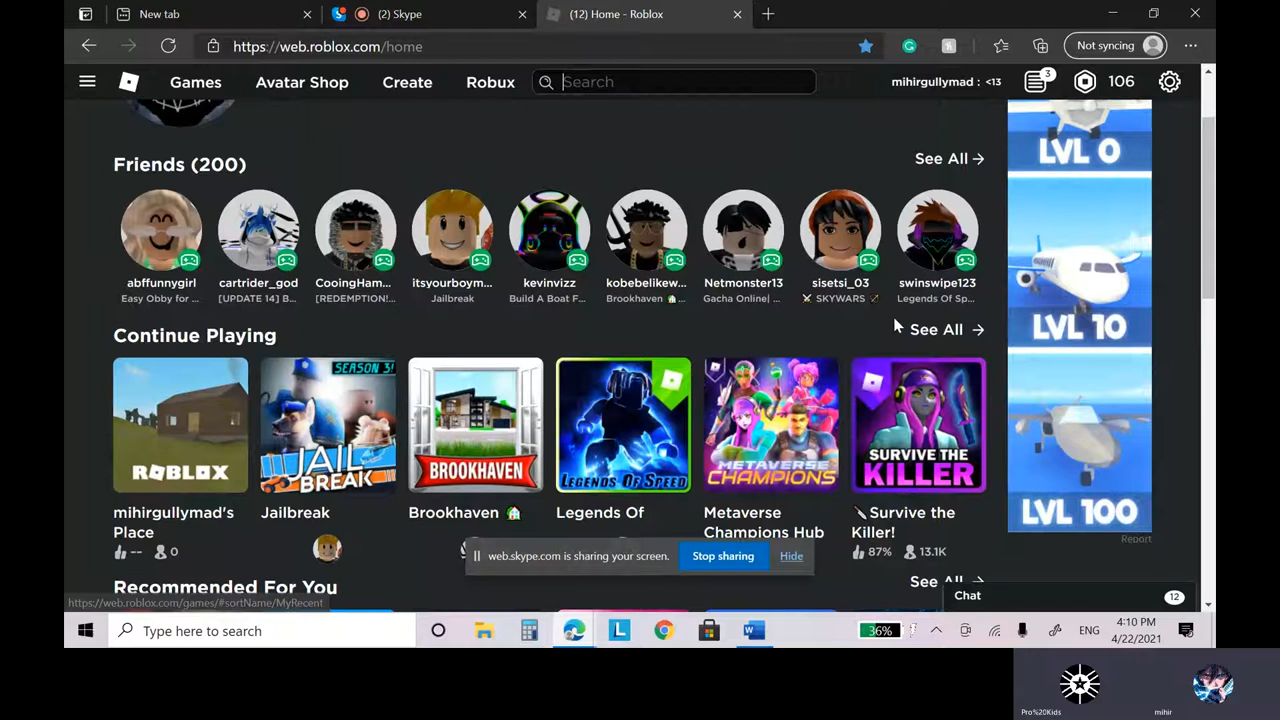 New tab
(2) Skype
(12) Home - Roblox
https://web.roblox.com/home
Not syncing
Games
Avatar Shop
Create
Robux
Search
mihirgullymad : <13
3
106
Friends (200)
See All
abffunnygirl
cartrider_god
CooingHam...
itsyourboym...
kevinvizz
kobebelikew...
Netmonster13
sisetsi_03
swinswipe123
Easy Obby for ...
[UPDATE 14] B...
[REDEMPTION!...
Jailbreak
Build A Boat F...
Brookhaven 🏠...
Gacha Online| ...
⚔️ SKYWARS 🏹
Legends Of Sp...
Continue Playing
See All
ROBLOX
SEASON 3!
JAIL
BREAK
BROOKHAVEN
LEGENDS OF SPEED
METAVERSE
CHAMPIONS
SURVIVE THE
KILLER
mihirgullymad's
Place
-- 0
Jailbreak
Brookhaven 🏡
Legends Of
Metaverse
Champions Hub
🔪Survive the
Killer!
87% 13.1K
LVL 0
LVL 10
LVL 100
Report
web.skype.com is sharing your screen.
Stop sharing
Hide
Recommended For You
See All
Chat
12
https://web.roblox.com/games/#sortName/MyRecent
Type here to search
L
W
36%
ENG
4:10 PM
4/22/2021
Pro%20Kids
mihir